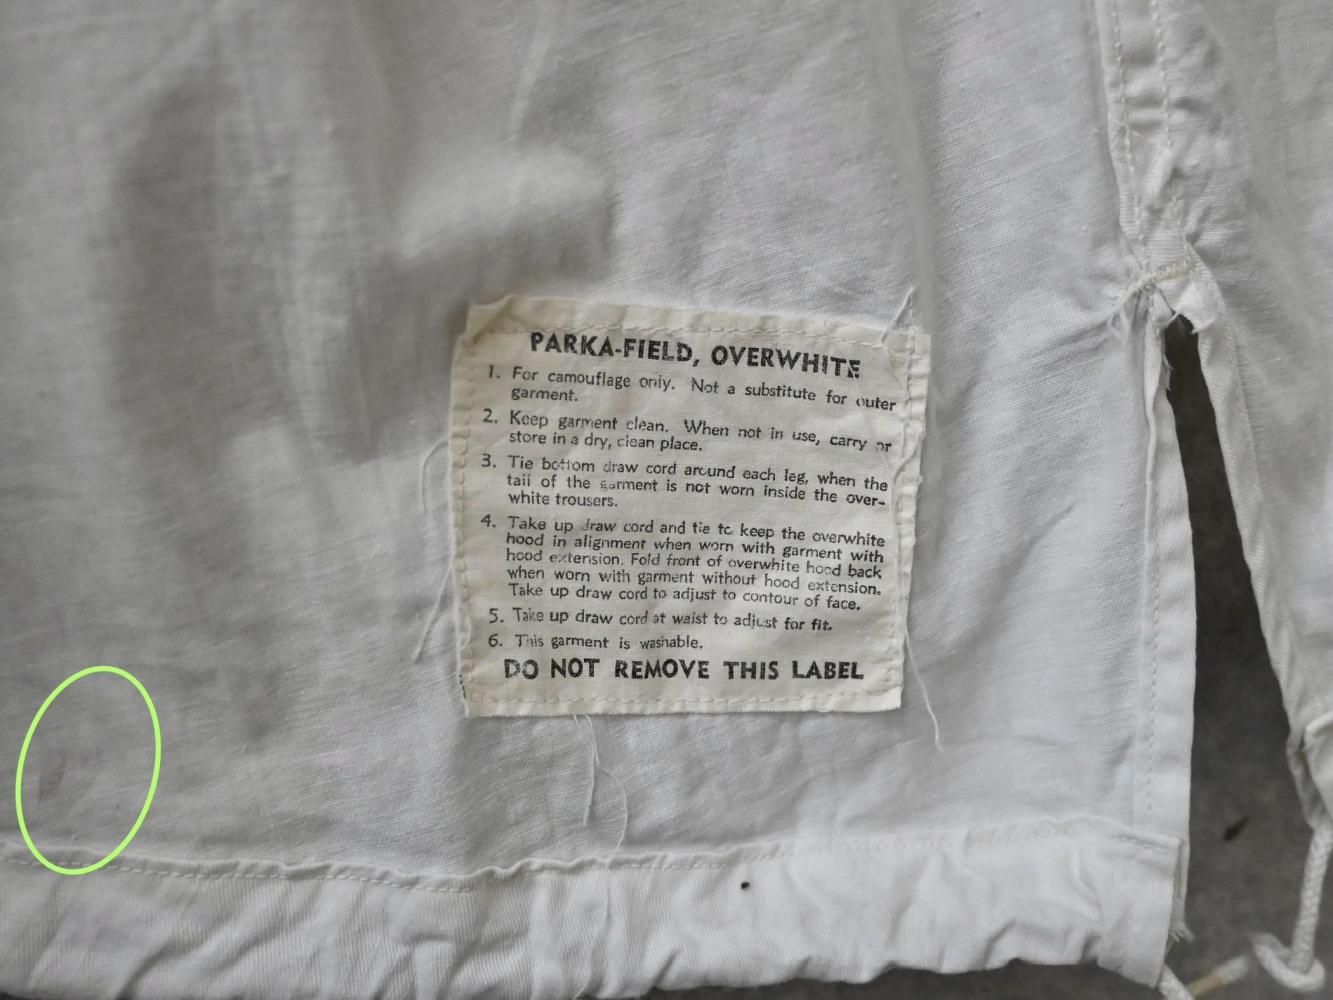 PARKA-FIELD, OVERWHITE
1. For camouflage only. Not a substitute for outer
garment.
2. Keep garment clean. When not in use, carry or
store in a dry, clean place.
3. Tie bottom draw cord around each leg, when the
tail of the garment is not worn inside the over-
white trousers.
4. Take up draw cord and tie to keep the overwhite
hood in alignment when worn with garment with
hood extension. Fold front of overwhite hood back
when worn with garment without hood extension.
Take up draw cord to adjust to contour of face.
5. Take up draw cord at waist to adjust for fit.
6. This garment is washable.
DO NOT REMOVE THIS LABEL